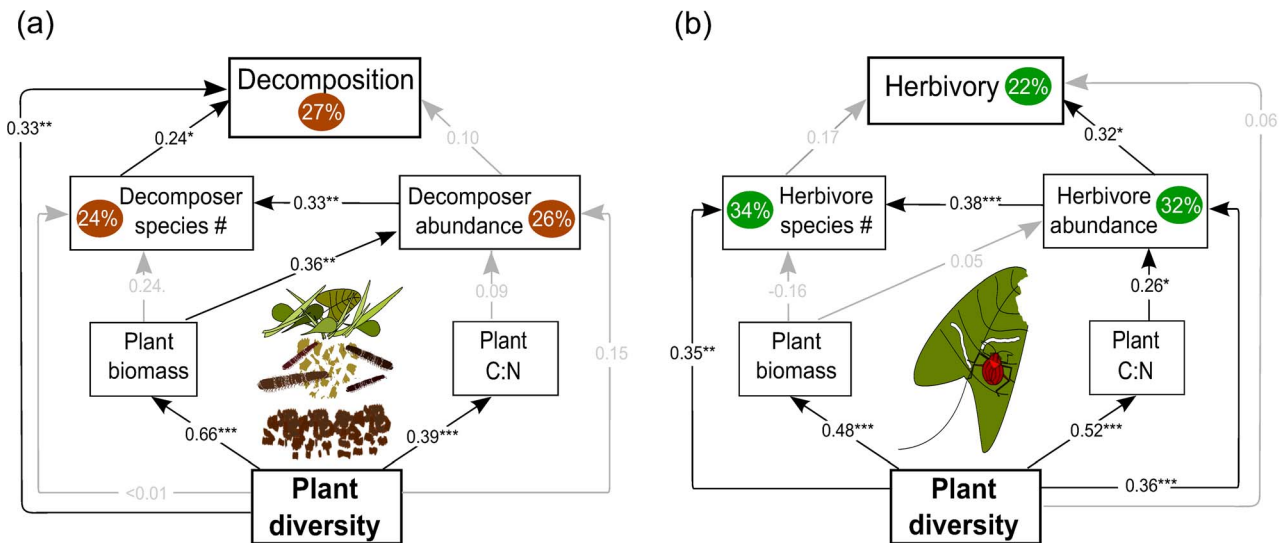 (a)
Decomposition
27%
0.33**
0.24*
0.10
24%
Decomposer
species #
0.33**
Decomposer
abundance
26%
0.36**
0.24.
0.09
Plant
biomass
Plant
C:N
0.15
0.66***
0.39***
<0.01
Plant
diversity
(b)
Herbivory
22%
0.06
0.17
0.32*
34%
Herbivore
species #
0.38***
Herbivore
abundance
32%
0.05
-0.16
0.26*
Plant
biomass
Plant
C:N
0.35**
0.48***
0.52***
0.36***
Plant
diversity